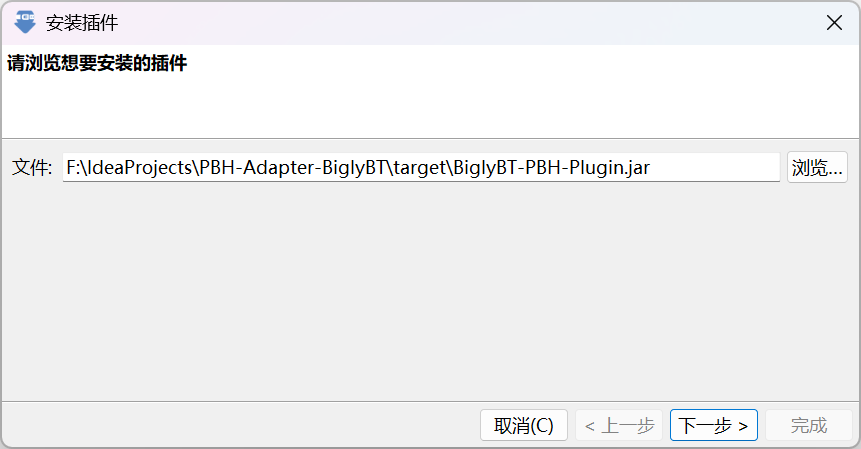 安装插件
请浏览想要安装的插件
文件: F:\IdeaProjects\PBH-Adapter-BiglyBT\target\BiglyBT-PBH-Plugin.jar 浏览...
取消(C) < 上一步 下一步 > 完成